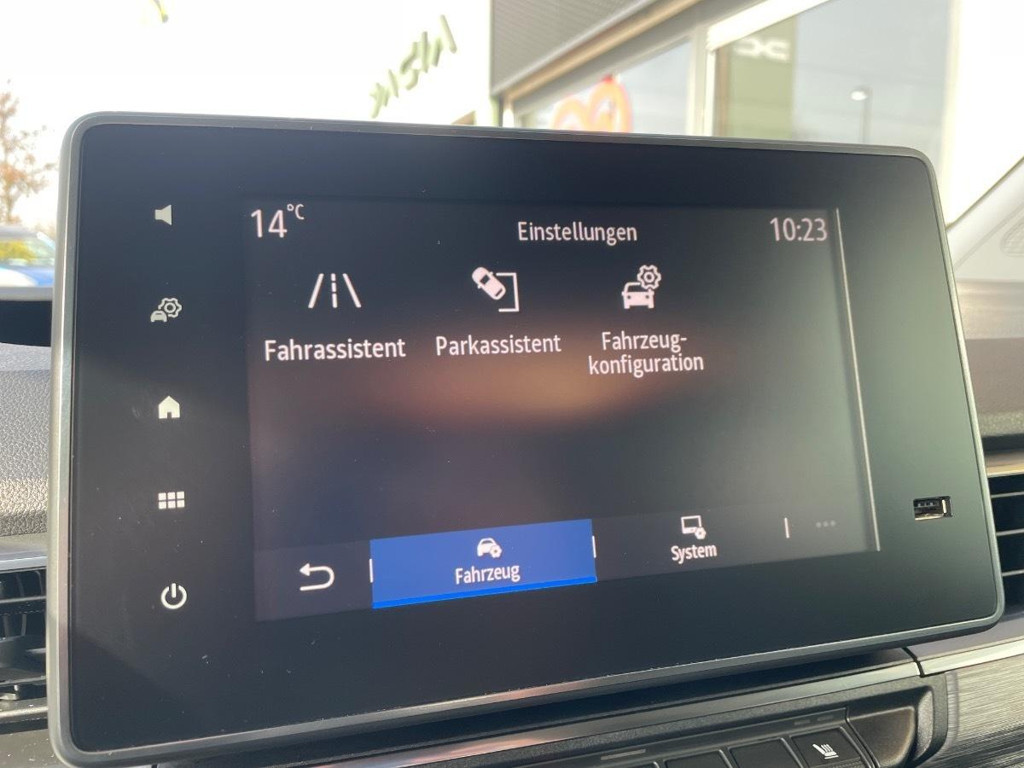 14°C
Einstellungen
10:23
Fahrassistent
Parkassistent
Fahrzeug-
konfiguration
Fahrzeug
System